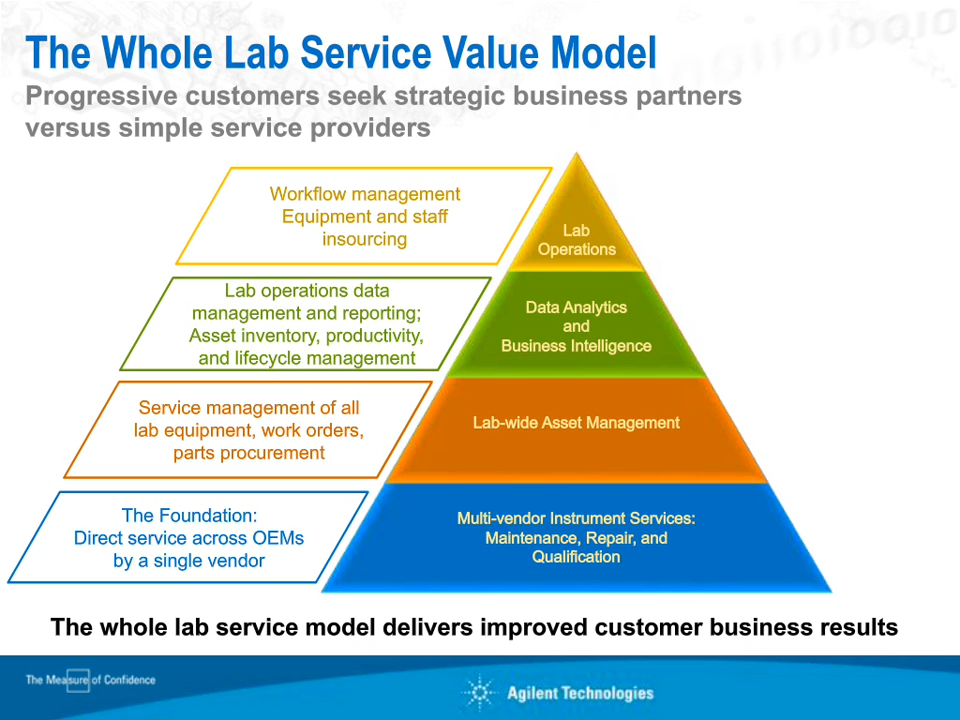 The Whole Lab Service Value Model
Progressive customers seek strategic business partners
versus simple service providers
Workflow management
Equipment and staff
insourcing
Lab
Operations
Lab operations data
management and reporting;
Asset inventory, productivity,
and lifecycle management
Data Analytics
and
Business Intelligence
Service management of all
lab equipment, work orders,
parts procurement
Lab-wide Asset Management
The Foundation:
Direct service across OEMs
by a single vendor
Multi-vendor Instrument Services:
Maintenance, Repair, and
Qualification
The whole lab service model delivers improved customer business results
The Measure of Confidence
Agilent Technologies